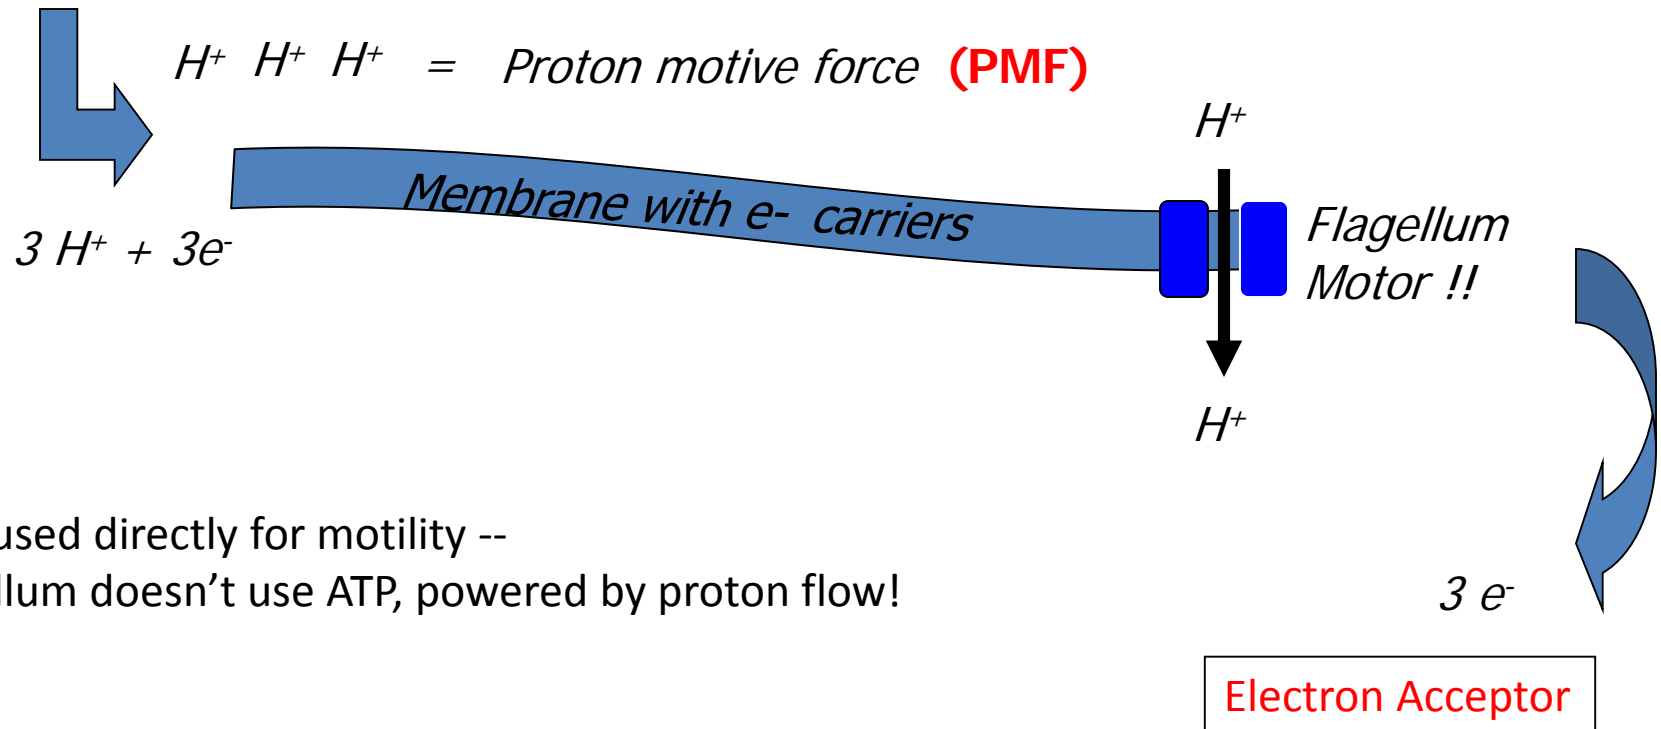 H⁺ H⁺ H⁺ = Proton motive force (PMF)
H⁺
Membrane with e- carriers
3 H⁺ + 3e⁻
Flagellum
Motor !!
H⁺
used directly for motility --
llum doesn’t use ATP, powered by proton flow!
3 e⁻
Electron Acceptor